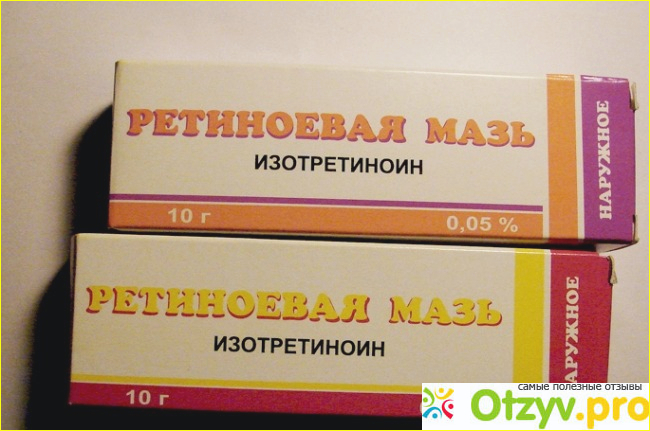 РЕТИНОЕВАЯ МАЗЬ
ИЗОТРЕТИНОИН
10 г
0,05 %
НАРУЖНОЕ
РЕТИНОЕВАЯ МАЗЬ
ИЗОТРЕТИНОИН
10 г
НАРУЖНОЕ
самые полезные отзывы
Otzyv.pro